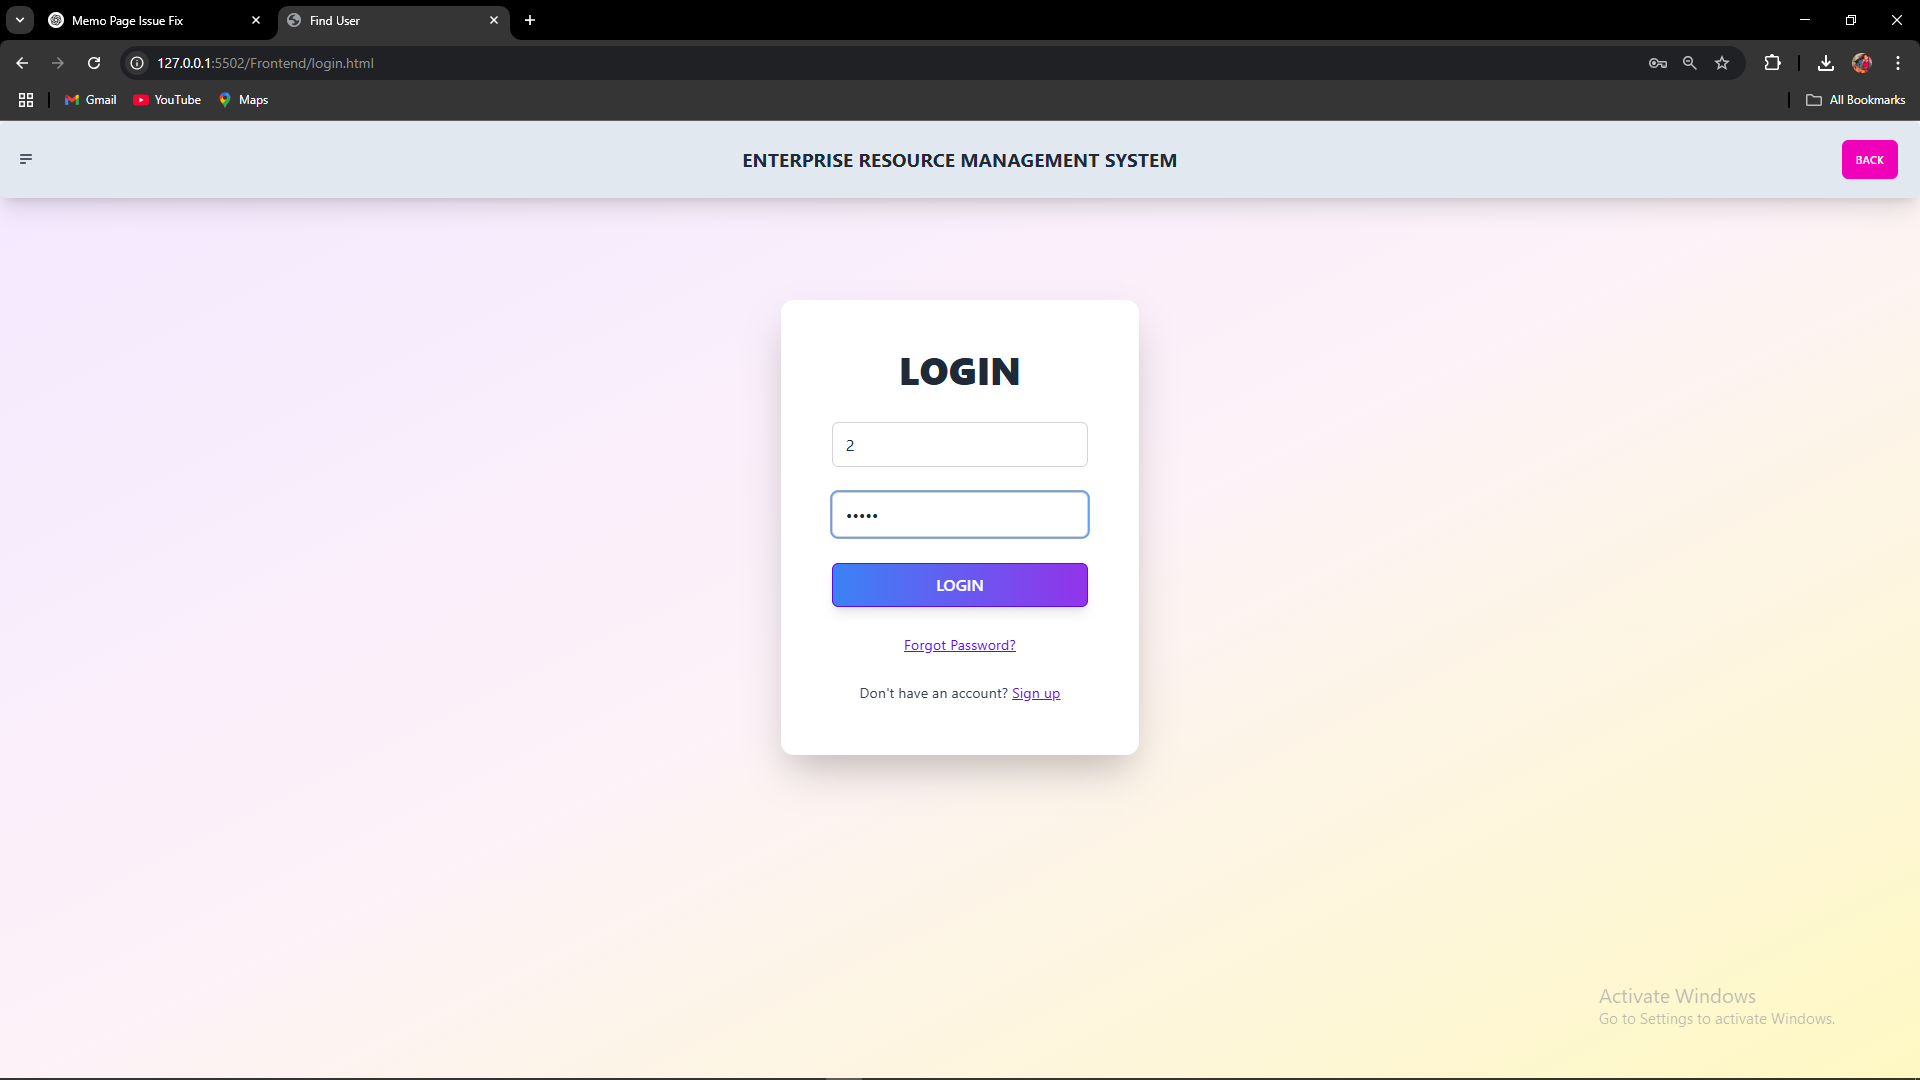 Memo Page Issue Fix
Find User
127.0.0.1:5502/Frontend/login.html
Gmail
YouTube
Maps
All Bookmarks
ENTERPRISE RESOURCE MANAGEMENT SYSTEM
BACK
LOGIN
2
•••••
LOGIN
Forgot Password?
Don't have an account? Sign up
Activate Windows
Go to Settings to activate Windows.